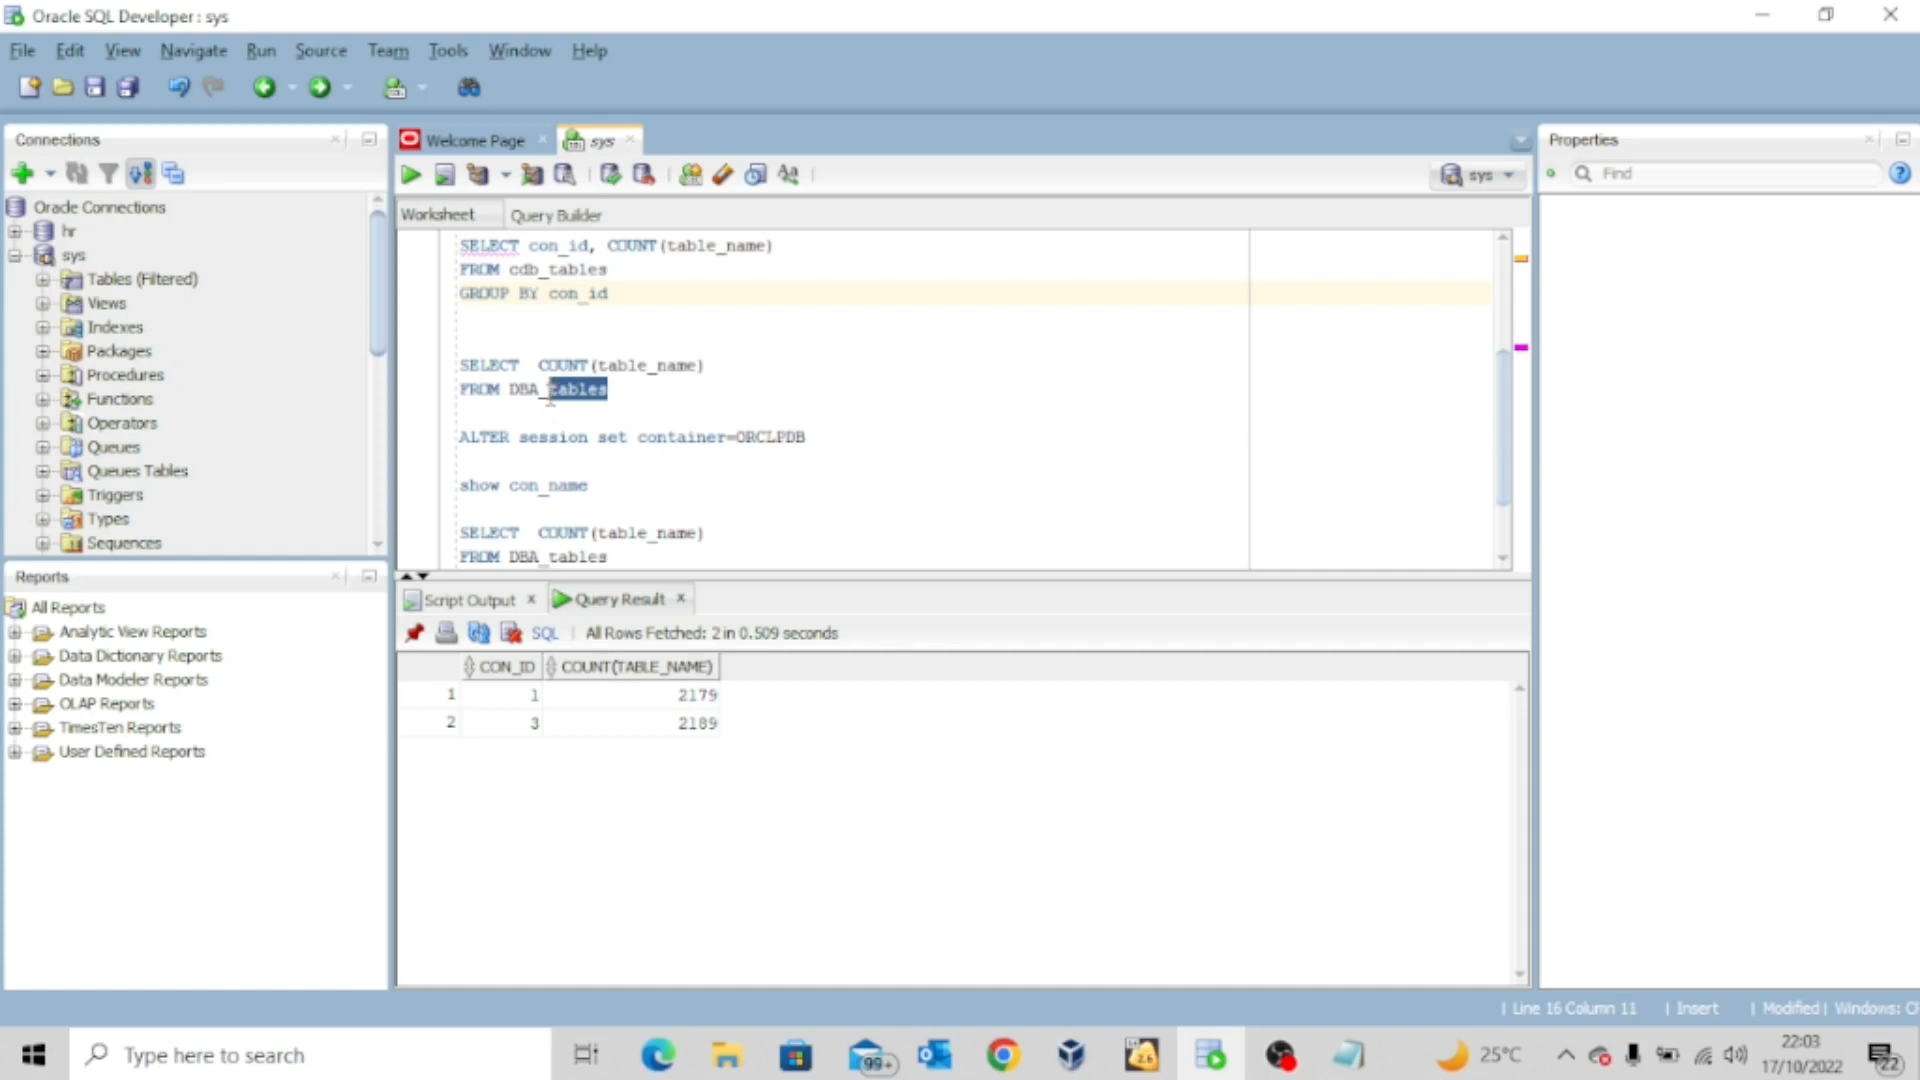 Oracle SQL Developer : sys
File Edit View Navigate Run Source Team Tools Window Help
Connections
Oracle Connections
hr
sys
Tables (Filtered)
Views
Indexes
Packages
Procedures
Functions
Operators
Queues
Queues Tables
Triggers
Types
Sequences
Reports
All Reports
Analytic View Reports
Data Dictionary Reports
Data Modeler Reports
OLAP Reports
TimesTen Reports
User Defined Reports
Welcome Page
sys
sys
Worksheet Query Builder
SELECT con_id, COUNT(table_name)
FROM cdb_tables
GROUP BY con_id
SELECT COUNT(table_name)
FROM DBA_tables
ALTER session set container=ORCLPDB
show con_name
SELECT COUNT(table_name)
FROM DBA_tables
Script Output Query Result
SQL All Rows Fetched: 2 in 0.509 seconds
CON_ID COUNT(TABLE_NAME)
1 1 2179
2 3 2189
Properties
Find
Line 16 Column 11 Insert Modified Windows: C
Type here to search
99+
2.6
25°C
22:03
17/10/2022
22